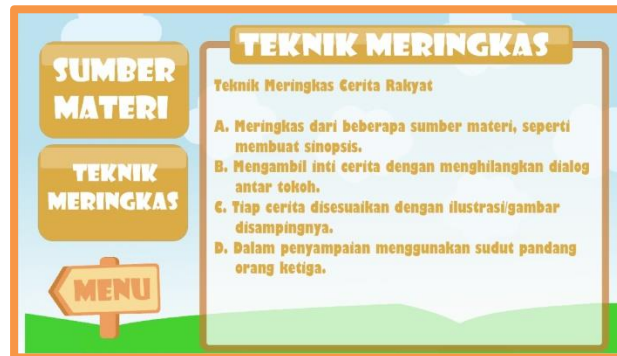 SUMBER
MATERI
TEKNIK
MERINGKAS
MENU
TEKNIK MERINGKAS
Teknik Meringkas Cerita Rakyat
A. Meringkas dari beberapa sumber materi, seperti
membuat sinopsis.
B. Mengambil inti cerita dengan menghilangkan dialog
antar tokoh.
C. Tiap cerita disesuaikan dengan ilustrasi/gambar
disampingnya.
D. Dalam penyampaian menggunakan sudut pandang
orang ketiga.